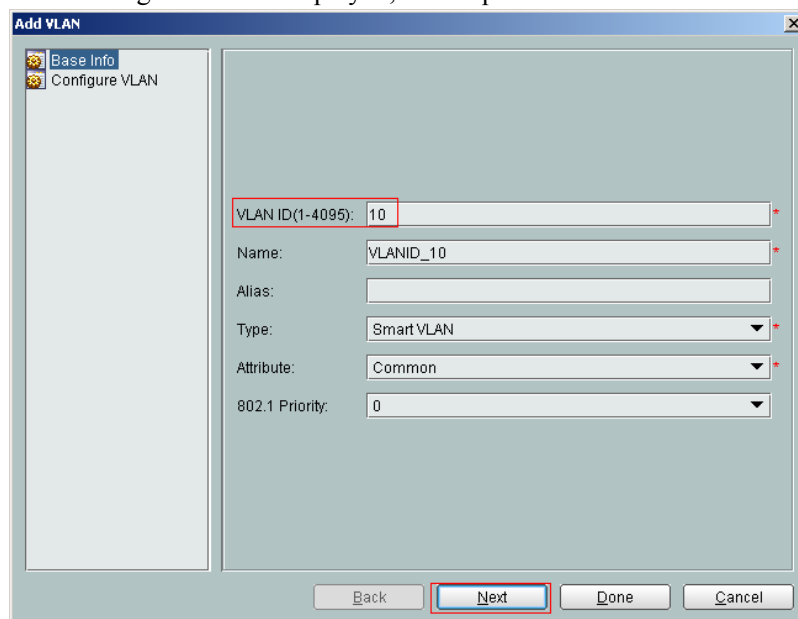 Add VLAN
Base Info
Configure VLAN
VLAN ID(1-4095): 10 *
Name: VLANID_10 *
Alias:
Type: Smart VLAN *
Attribute: Common *
802.1 Priority: 0
Back Next Done Cancel